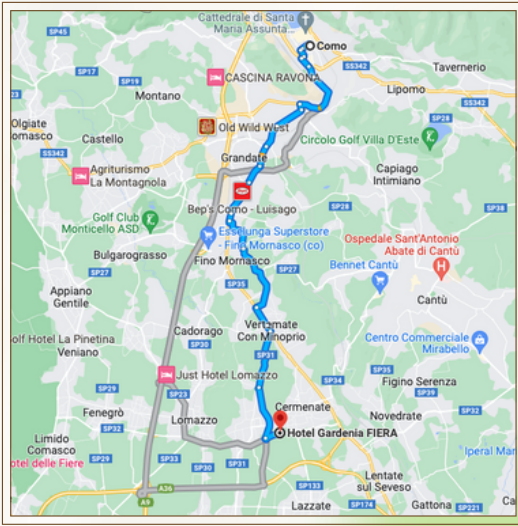 Cattedrale di Santa
Maria Assunta...
SP45
Como
SP17
SS342
Tavernerio
CASCINA RAVONA
SP19
Montano
Lipomo
SS342
SP28
Olgiate
omasco
Castello
Old Wild West
Circolo Golf Villa D'Este
SS342
Grandate
Agriturismo
La Montagnola
Capiago
Intimiano
Bep's Como - Luisago
SP28
SP38
Golf Club
Monticello ASD
Esselunga Superstore
- Fino Mornasco (co)
Ospedale Sant'Antonio
Abate di Cantù
Bulgarograsso
Fino Mornasco
SP27
Bennet Cantù
SP27
SP35
Appiano
Gentile
Cantù
Vertemate
Con Minoprio
olf Hotel La Pinetina
Veniano
Cadorago
SP30
Centro Commerciale
Mirabello
SP31
Just Hotel Lomazzo
SP34
SP35
Figino Serenza
SP29
SP23
SP39
Fenegrò
Cermenate
Novedrate
SP32
Lomazzo
SP32
Hotel Gardenia FIERA
Limido
Comasco
otel delle Fiere
SP29
SP33
SP30
SP31
Iperal Mar
Lentate
sul Seveso
A36
SP133
A9
Lazzate
SP174
Gattona
SP221
Ca